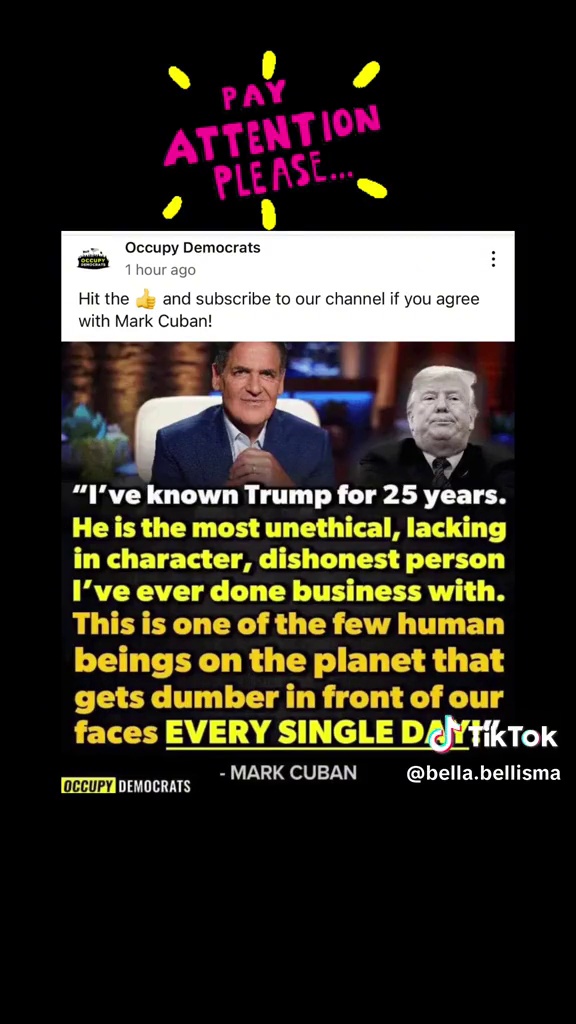 PAY
ATTENTION
PLEASE...
Occupy Democrats
1 hour ago
Hit the 👍 and subscribe to our channel if you agree
with Mark Cuban!
OCCUPY
DEMOCRATS
“I’ve known Trump for 25 years.
He is the most unethical, lacking
in character, dishonest person
I’ve ever done business with.
This is one of the few human
beings on the planet that
gets dumber in front of our
faces EVERY SINGLE DAY!“
TikTok
- MARK CUBAN
@bella.bellisma
OCCUPY DEMOCRATS